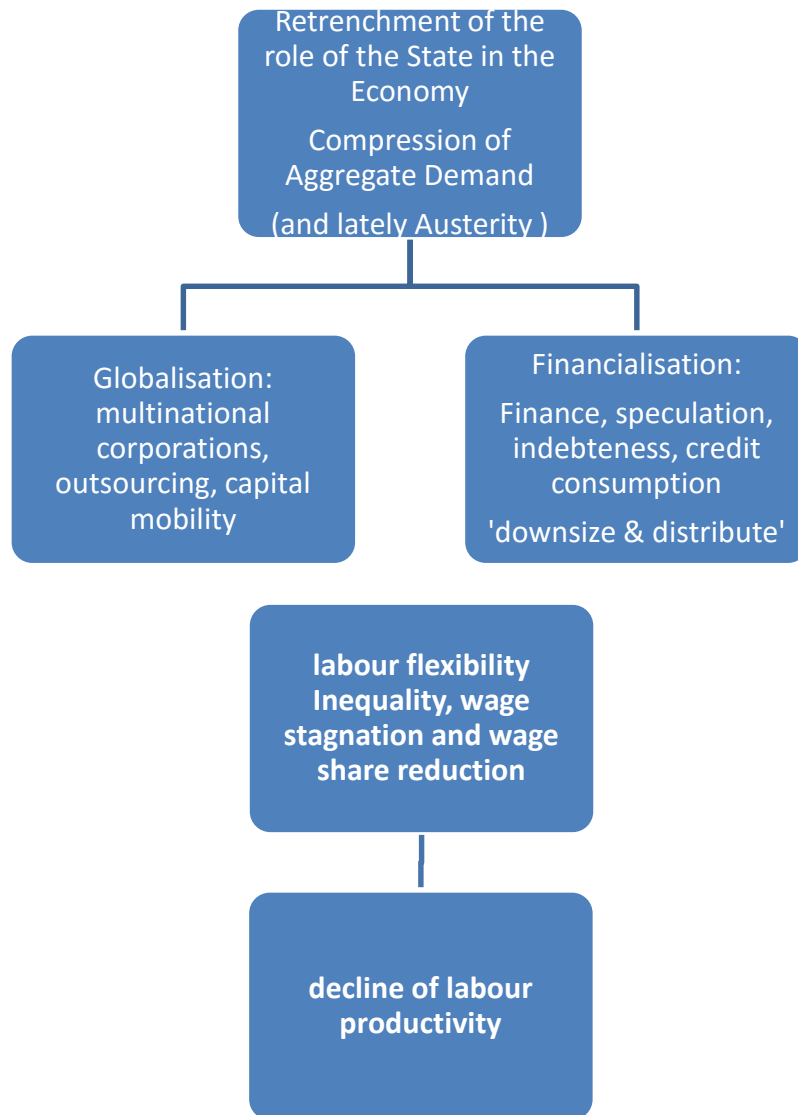 Retrenchment of the
role of the State in the
Economy
Compression of
Aggregate Demand
(and lately Austerity )
Globalisation:
multinational
corporations,
outsourcing, capital
mobility
Financialisation:
Finance, speculation,
indebteness, credit
consumption
'downsize & distribute'
labour flexibility
Inequality, wage
stagnation and wage
share reduction
decline of labour
productivity